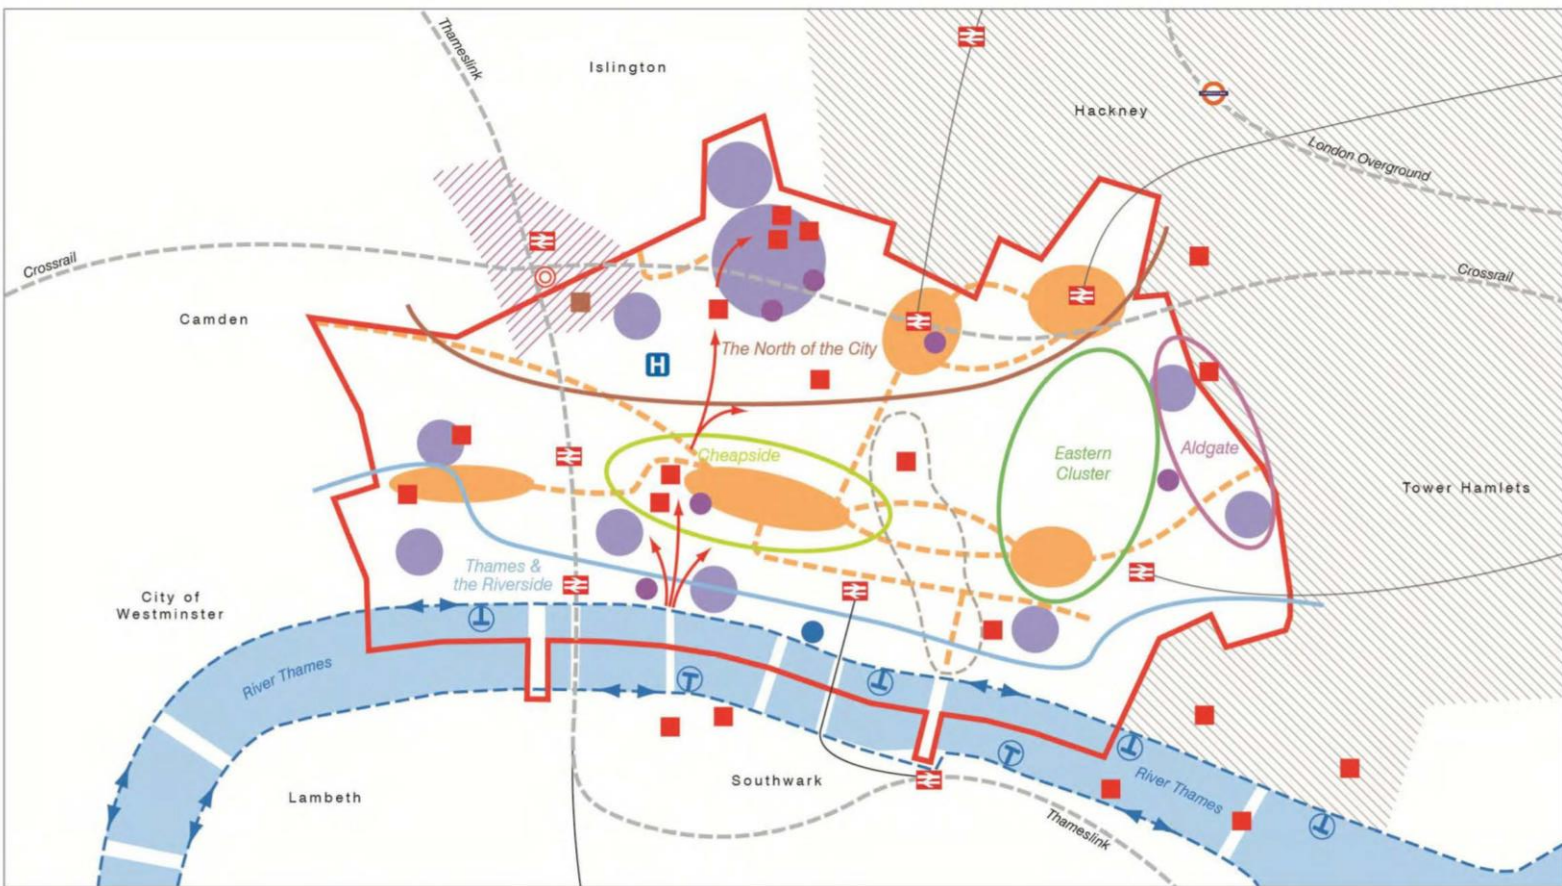 Thameslink
Islington
Hackney
London Overground
Crossrail
Crossrail
Camden
The North of the City
H
Cheapside
Eastern
Cluster
Aldgate
Tower Hamlets
Thames &
the Riverside
City of
Westminster
River Thames
River Thames
Southwark
Lambeth
Thameslink